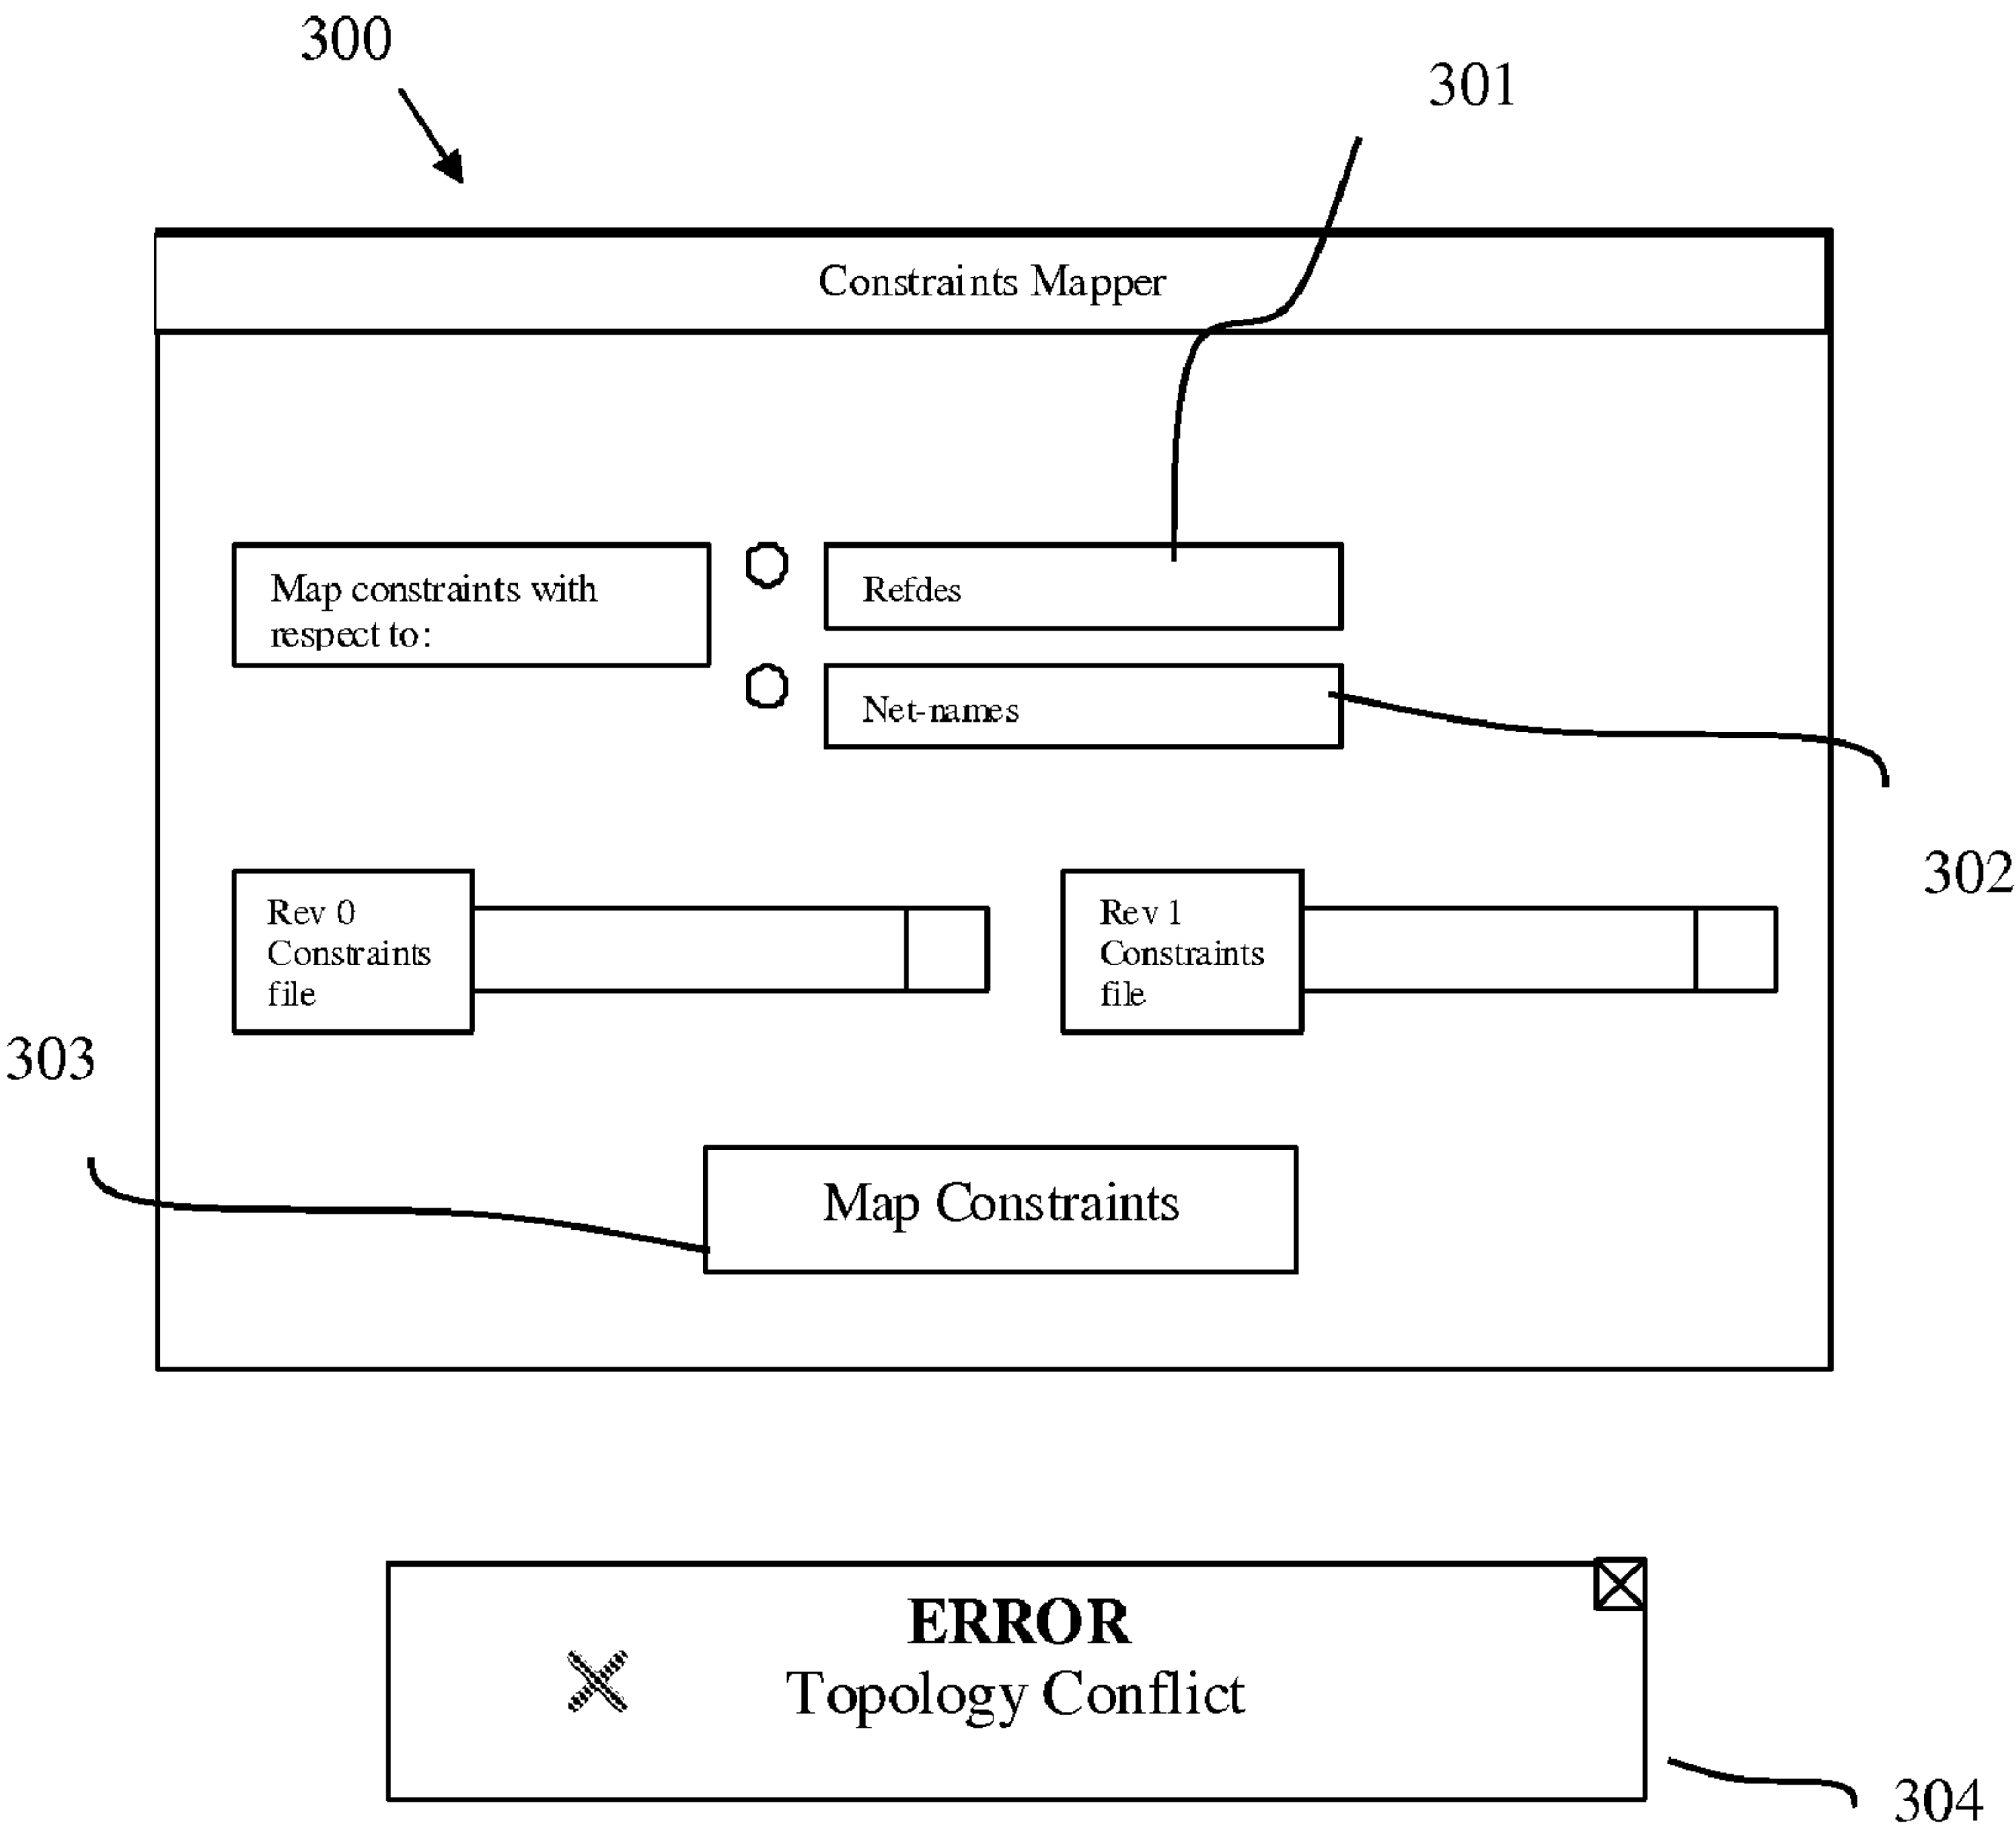 300
301
Constraints Mapper
Map constraints with
respect to:
Refdes
Net-names
302
Rev 0
Constraints
file
Rev 1
Constraints
file
303
Map Constraints
ERROR
Topology Conflict
304